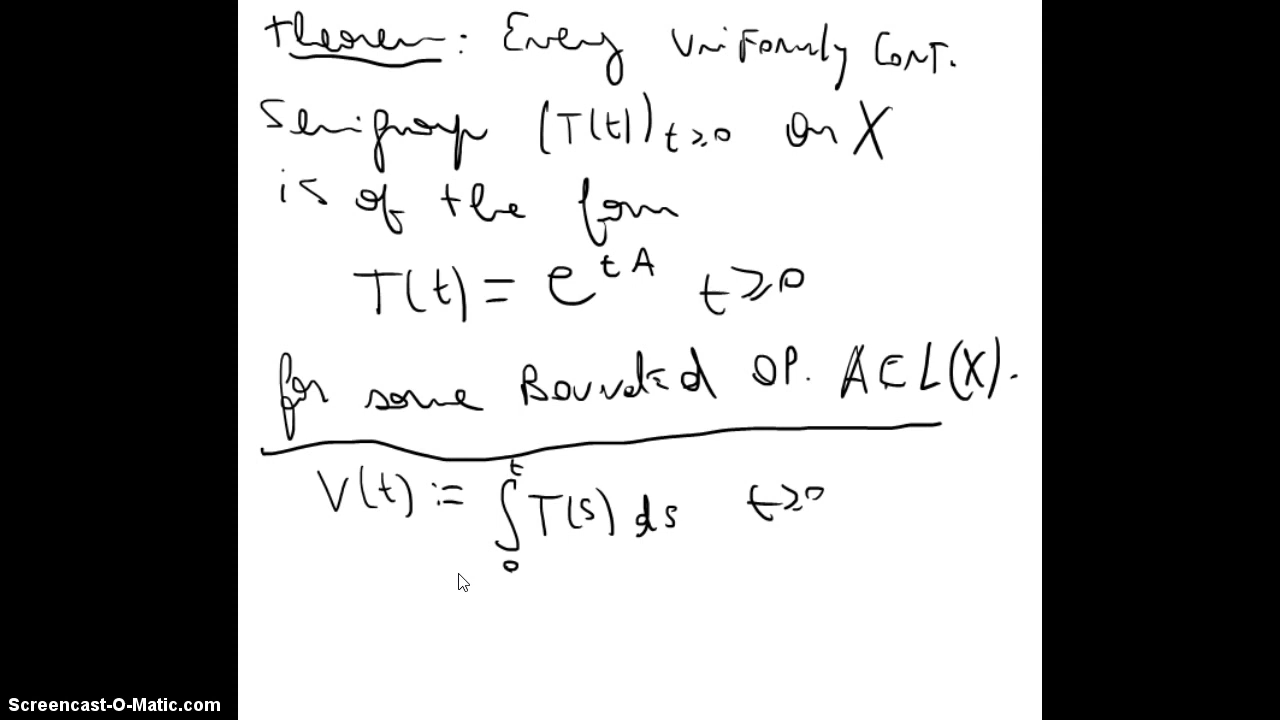 Theorem: Every Uniformly Cont.
Semigroup (T(t))_{t≥0} on X
is of the form
T(t) = e^{tA} t≥0
for some Bounded OP. A∈L(X).
V(t) := ∫_0^t T(s) ds t≥0
Screencast-O-Matic.com